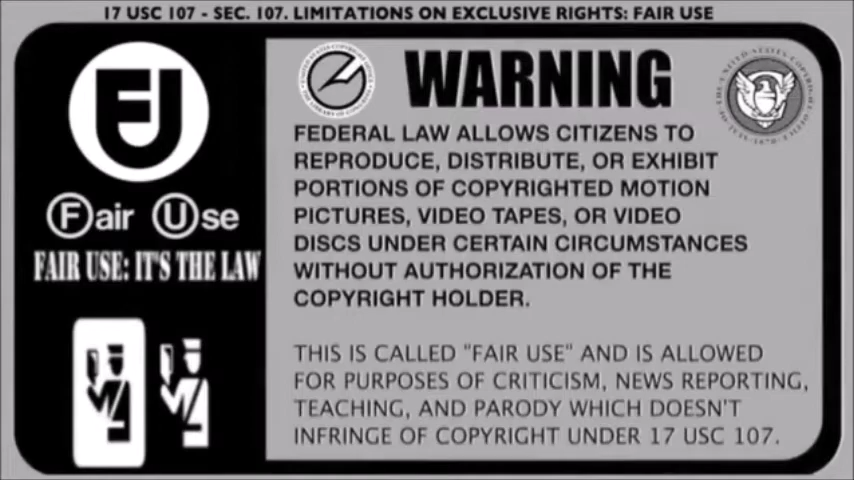 17 USC 107 - SEC. 107. LIMITATIONS ON EXCLUSIVE RIGHTS: FAIR USE
FU
Fair Use
FAIR USE: IT'S THE LAW
WARNING
FEDERAL LAW ALLOWS CITIZENS TO
REPRODUCE, DISTRIBUTE, OR EXHIBIT
PORTIONS OF COPYRIGHTED MOTION
PICTURES, VIDEO TAPES, OR VIDEO
DISCS UNDER CERTAIN CIRCUMSTANCES
WITHOUT AUTHORIZATION OF THE
COPYRIGHT HOLDER.
THIS IS CALLED "FAIR USE" AND IS ALLOWED
FOR PURPOSES OF CRITICISM, NEWS REPORTING,
TEACHING, AND PARODY WHICH DOESN'T
INFRINGE OF COPYRIGHT UNDER 17 USC 107.